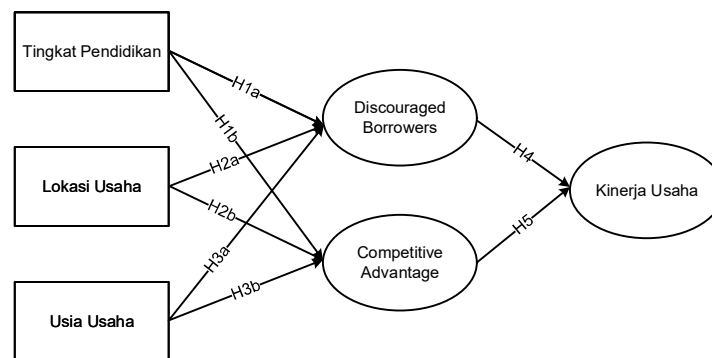 Tingkat Pendidikan
H1a
Discouraged
Borrowers
H1b
H4
Lokasi Usaha
H2a
Kinerja Usaha
H2b
H5
H3a
Competitive
Advantage
H3b
Usia Usaha